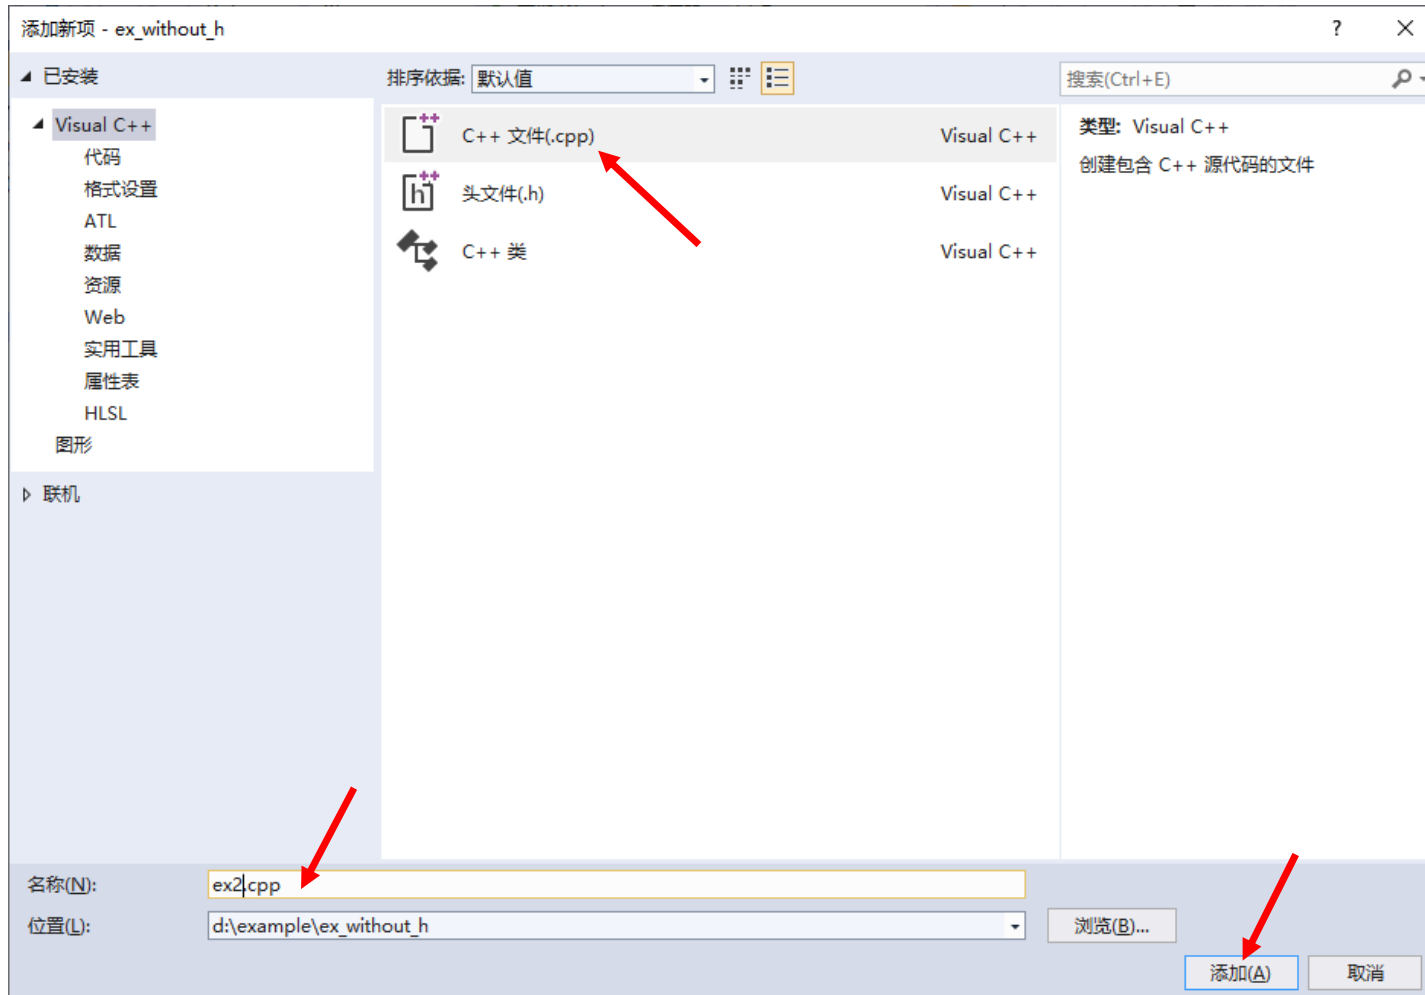 添加新项 - ex_without_h
?
已安装
排序依据: 默认值
搜索(Ctrl+E)
Visual C++
代码
格式设置
ATL
数据
资源
Web
实用工具
属性表
HLSL
图形
联机
C++ 文件(.cpp) Visual C++
头文件(.h) Visual C++
C++ 类 Visual C++
类型: Visual C++
创建包含 C++ 源代码的文件
名称(N): ex2.cpp
位置(L): d:\example\ex_without_h 浏览(B)...
添加(A) 取消